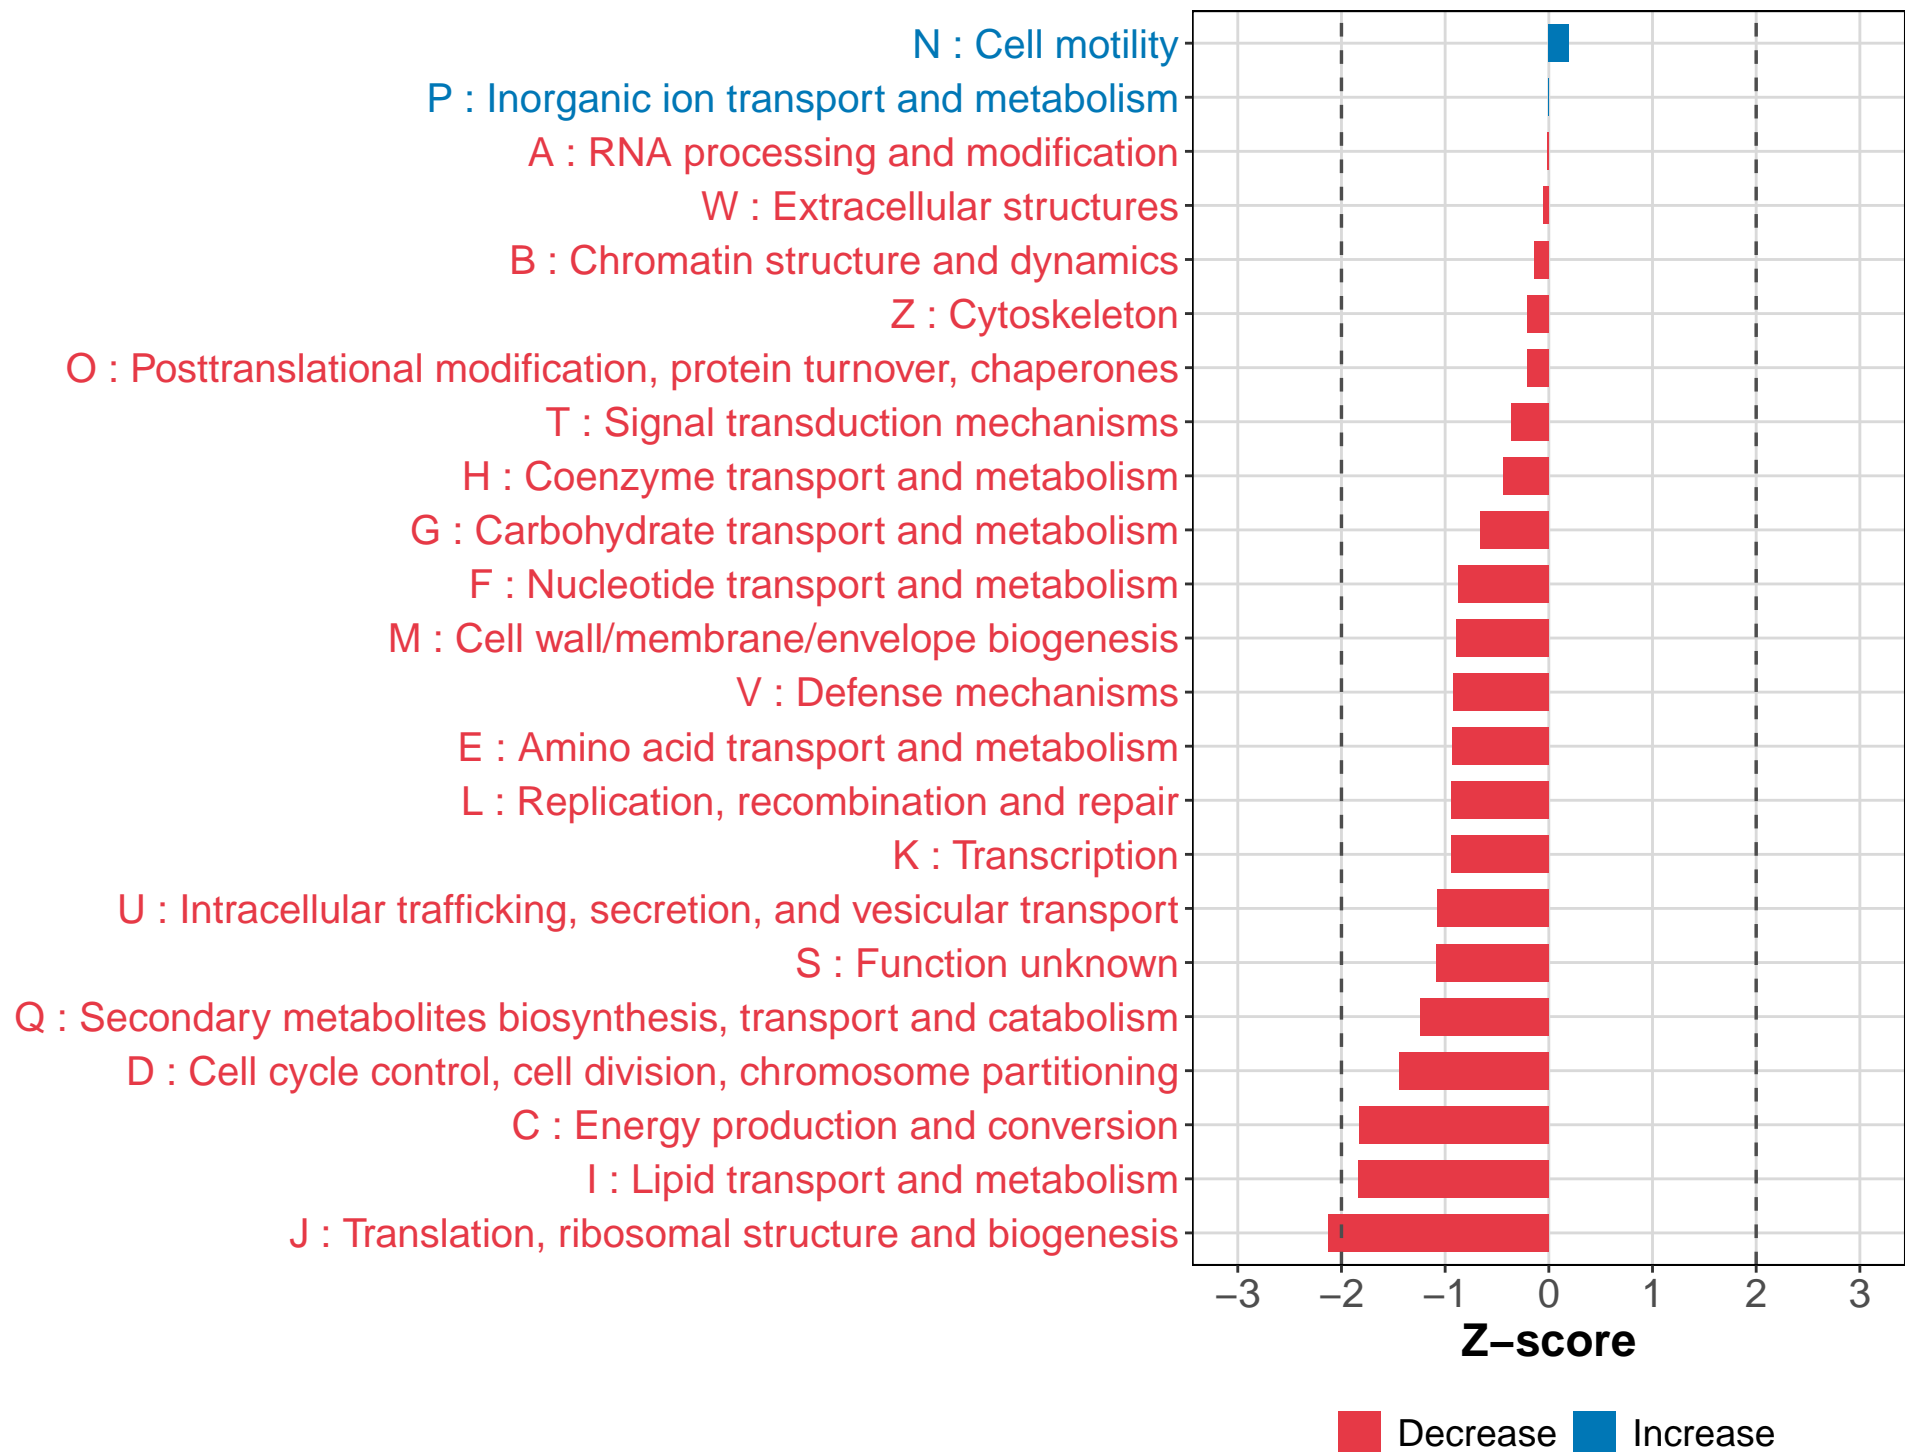 N : Cell motility
P : Inorganic ion transport and metabolism
A : RNA processing and modification
W : Extracellular structures
B : Chromatin structure and dynamics
Z : Cytoskeleton
O : Posttranslational modification, protein turnover, chaperones
T : Signal transduction mechanisms
H : Coenzyme transport and metabolism
G : Carbohydrate transport and metabolism
F : Nucleotide transport and metabolism
M : Cell wall/membrane/envelope biogenesis
V : Defense mechanisms
E : Amino acid transport and metabolism
L : Replication, recombination and repair
K : Transcription
U : Intracellular trafficking, secretion, and vesicular transport
S : Function unknown
Q : Secondary metabolites biosynthesis, transport and catabolism
D : Cell cycle control, cell division, chromosome partitioning
C : Energy production and conversion
I : Lipid transport and metabolism
J : Translation, ribosomal structure and biogenesis
−3 −2 −1 0 1 2 3
Z−score
Decrease Increase